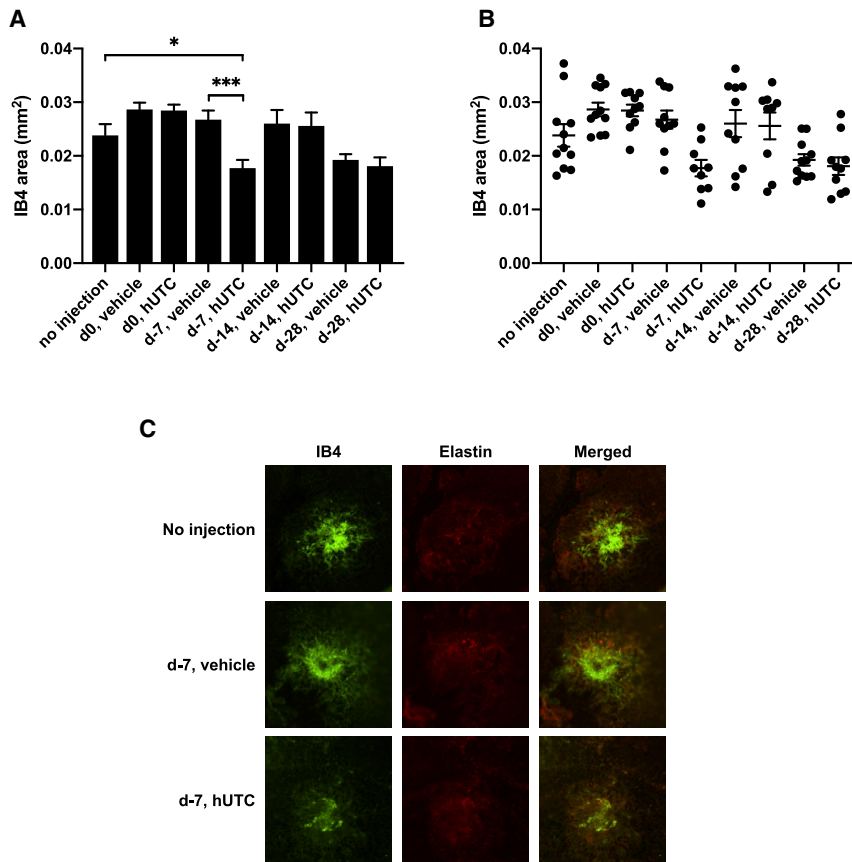 A
*
***
0.04
0.03
0.02
0.01
0.00
IB4 area (mm²)
no injection
d0, vehicle
d0, hUTC
d-7, vehicle
d-7, hUTC
d-14, vehicle
d-14, hUTC
d-28, vehicle
d-28, hUTC
B
0.04
0.03
0.02
0.01
0.00
IB4 area (mm²)
no injection
d0, vehicle
d0, hUTC
d-7, vehicle
d-7, hUTC
d-14, vehicle
d-14, hUTC
d-28, vehicle
d-28, hUTC
C
IB4 Elastin Merged
No injection
d-7, vehicle
d-7, hUTC